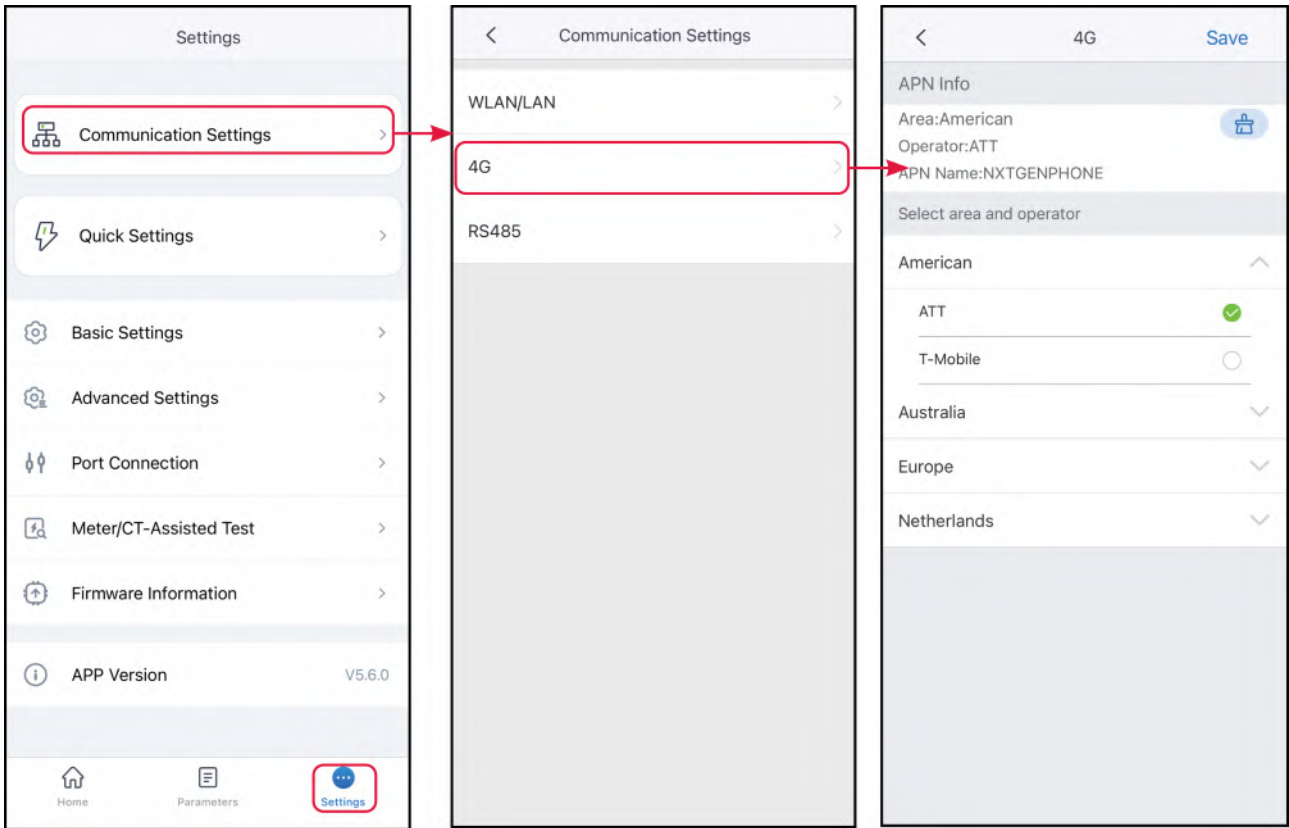 Settings
Communication Settings
Quick Settings
Basic Settings
Advanced Settings
Port Connection
Meter/CT-Assisted Test
Firmware Information
APP Version V5.6.0
Home Parameters Settings
Communication Settings
WLAN/LAN
4G
RS485
4G Save
APN Info
Area:American
Operator:ATT
APN Name:NXTGENPHONE
Select area and operator
American
ATT
T-Mobile
Australia
Europe
Netherlands